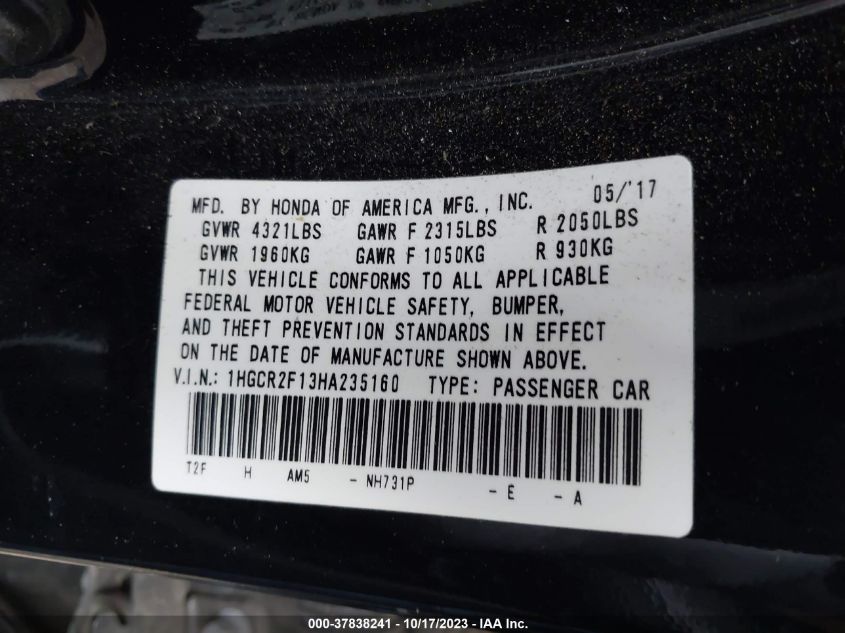 MFD. BY HONDA OF AMERICA MFG., INC. 05/'17
GVWR 4321LBS GAWR F 2315LBS R 2050LBS
GVWR 1960KG GAWR F 1050KG R 930KG
THIS VEHICLE CONFORMS TO ALL APPLICABLE
FEDERAL MOTOR VEHICLE SAFETY, BUMPER,
AND THEFT PREVENTION STANDARDS IN EFFECT
ON THE DATE OF MANUFACTURE SHOWN ABOVE.
V.I.N.: 1HGCR2F13HA235160 TYPE: PASSENGER CAR
T2F H AM5 - NH731P - E - A
000-37838241 - 10/17/2023 - IAA Inc.